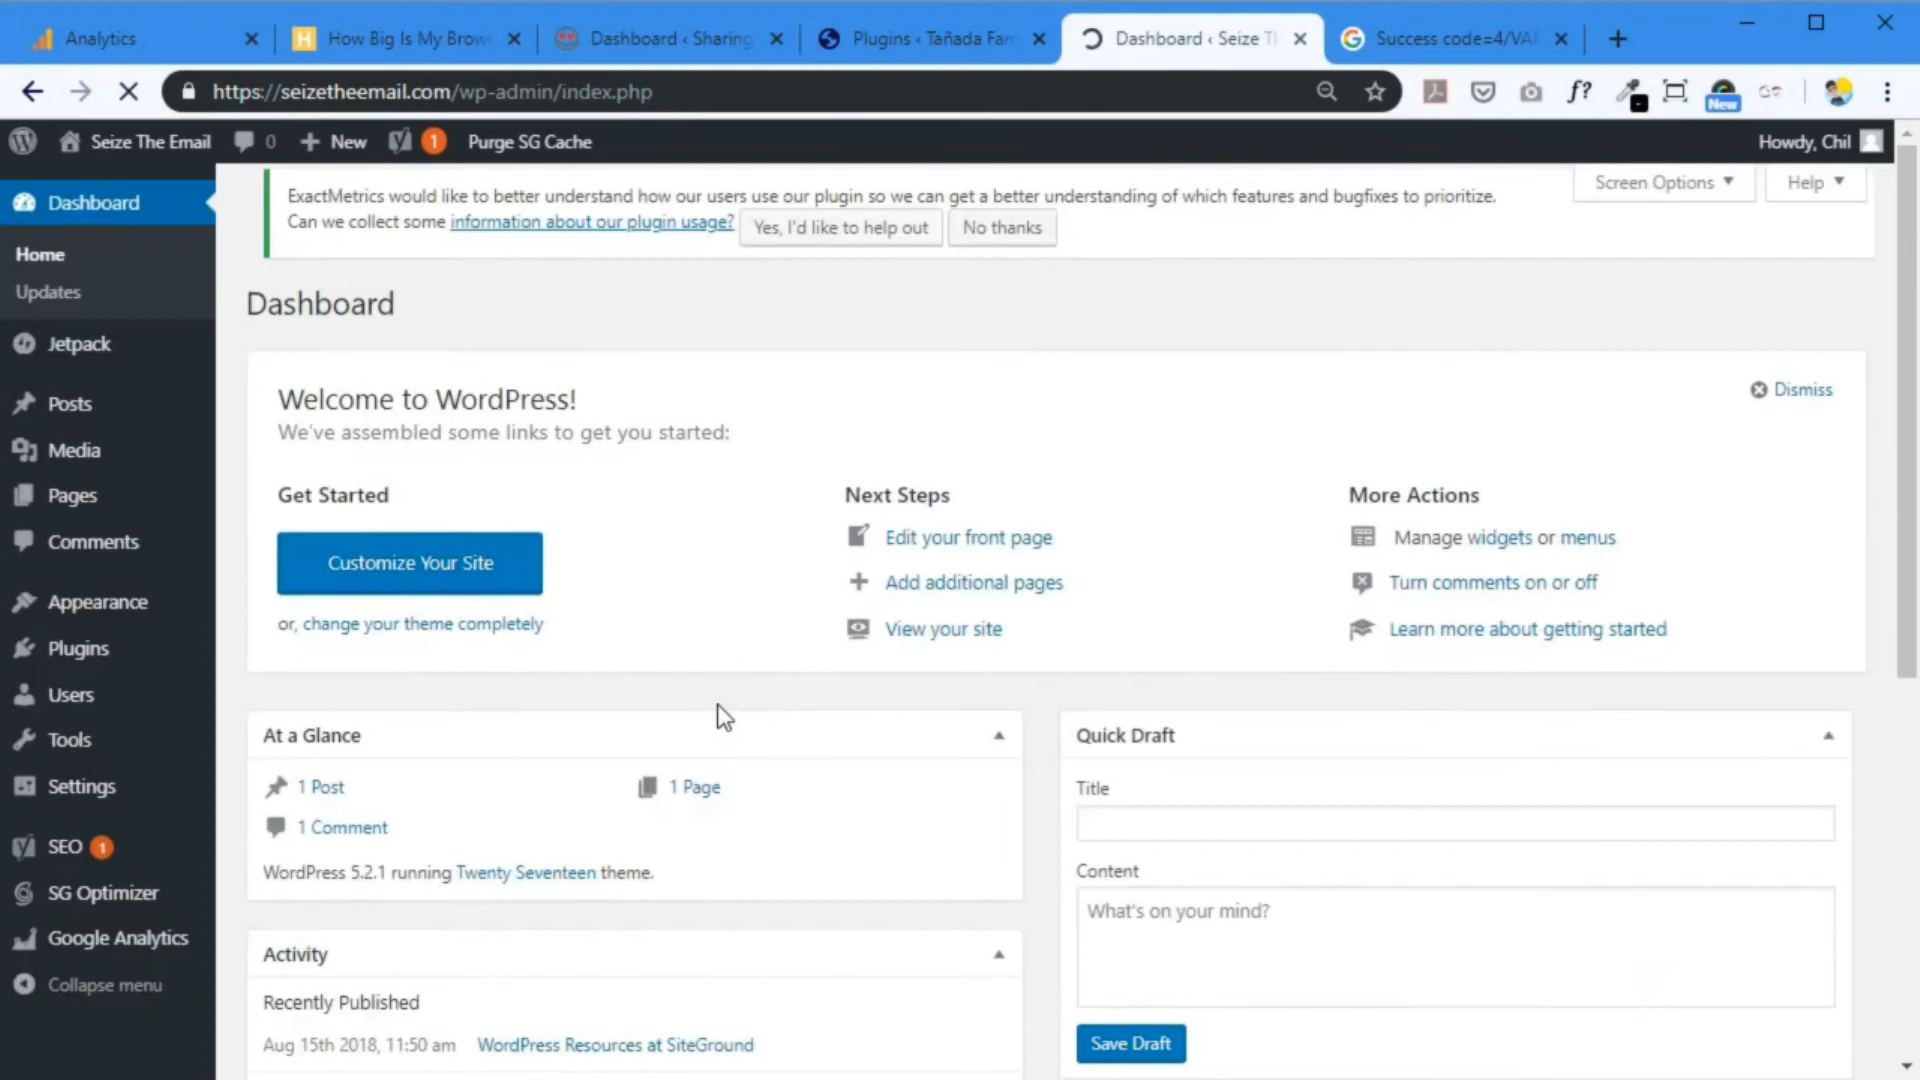 Analytics
How Big Is My Brows
Dashboard ‹ Sharing
Plugins ‹ Tañada Fam
Dashboard ‹ Seize Th
Success code=4/VAI
https://seizetheemail.com/wp-admin/index.php
f?
New
Seize The Email
0
New
1
Purge SG Cache
Howdy, Chil
Dashboard
Home
Updates
Jetpack
Posts
Media
Pages
Comments
Appearance
Plugins
Users
Tools
Settings
SEO 1
SG Optimizer
Google Analytics
Collapse menu
ExactMetrics would like to better understand how our users use our plugin so we can get a better understanding of which features and bugfixes to prioritize.
Can we collect some information about our plugin usage?
Yes, I'd like to help out
No thanks
Screen Options
Help
Dashboard
Welcome to WordPress!
We've assembled some links to get you started:
Dismiss
Get Started
Customize Your Site
or, change your theme completely
Next Steps
Edit your front page
Add additional pages
View your site
More Actions
Manage widgets or menus
Turn comments on or off
Learn more about getting started
At a Glance
1 Post
1 Page
1 Comment
WordPress 5.2.1 running Twenty Seventeen theme.
Activity
Recently Published
Aug 15th 2018, 11:50 am
WordPress Resources at SiteGround
Quick Draft
Title
Content
What's on your mind?
Save Draft